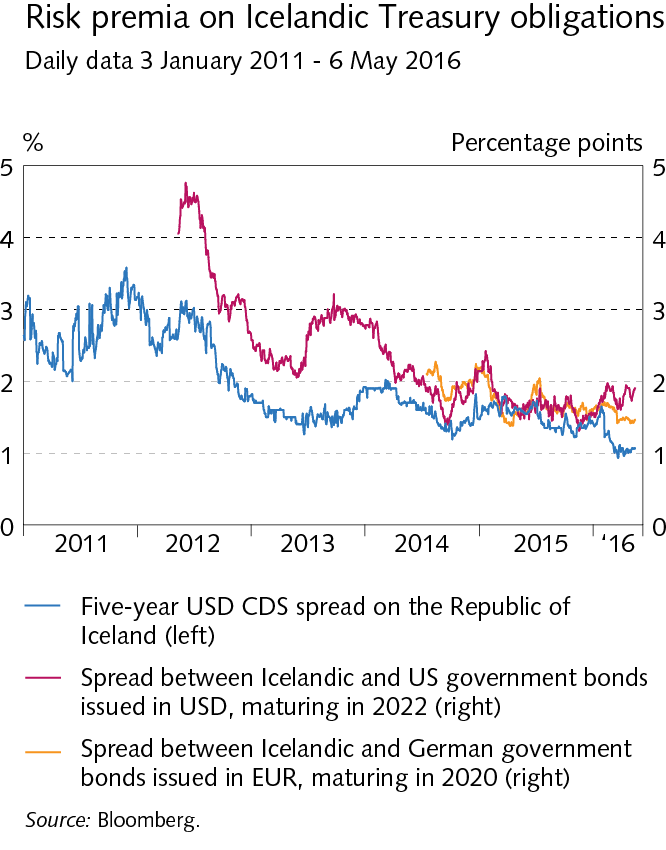 Risk premia on Icelandic Treasury obligations
Daily data 3 January 2011 - 6 May 2016
% Percentage points
5 5
4 4
3 3
2 2
1 1
0 0
2011 2012 2013 2014 2015 ‘16
Five-year USD CDS spread on the Republic of
Iceland (left)
Spread between Icelandic and US government bonds
issued in USD, maturing in 2022 (right)
Spread between Icelandic and German government
bonds issued in EUR, maturing in 2020 (right)
Source: Bloomberg.